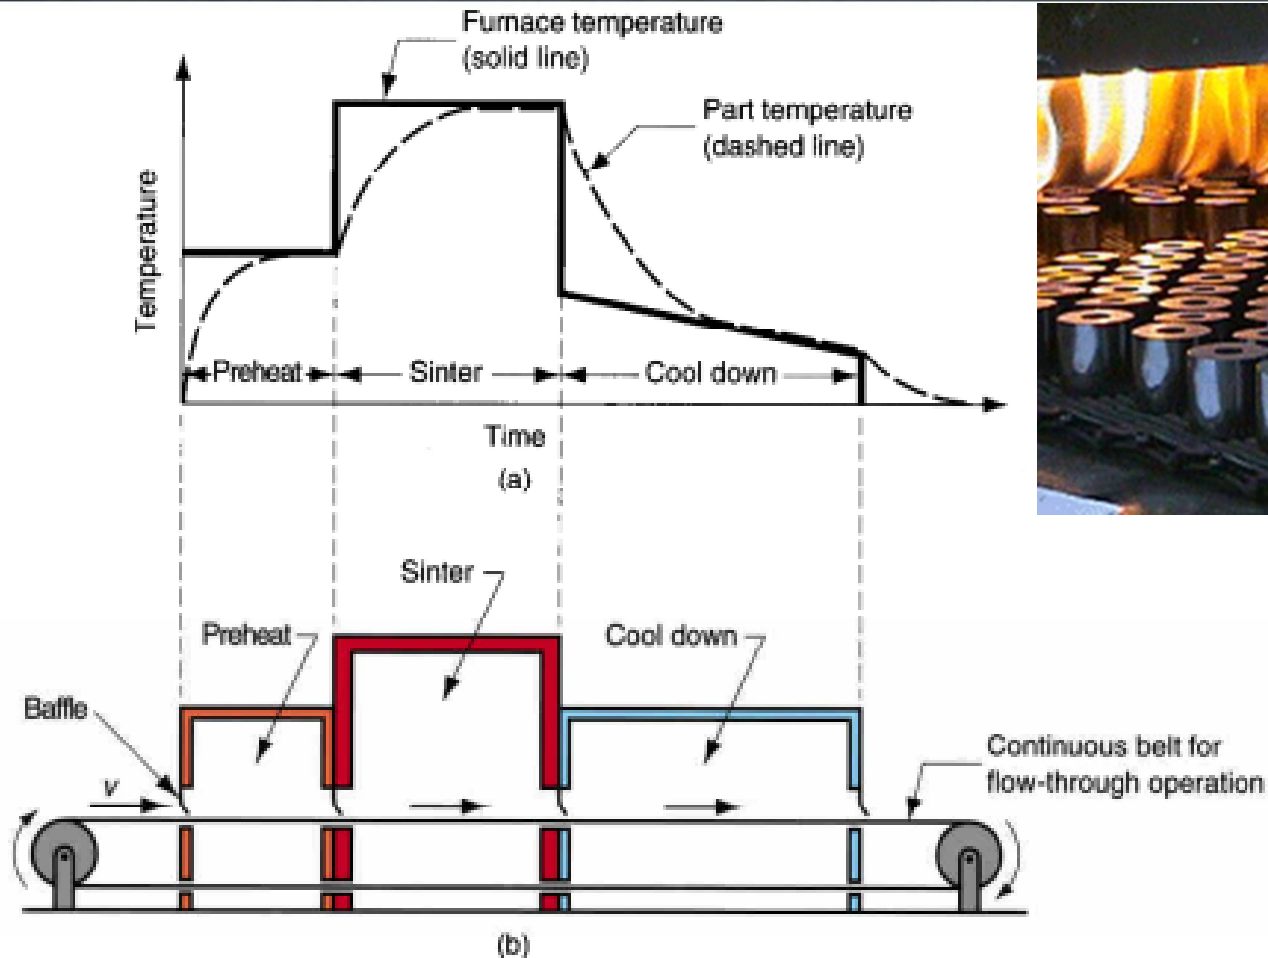 Furnace temperature
(solid line)
Part temperature
(dashed line)
Temperature
Preheat
Sinter
Cool down
Time
(a)
Sinter
Preheat
Cool down
Baffle
v
Continuous belt for
flow-through operation
(b)